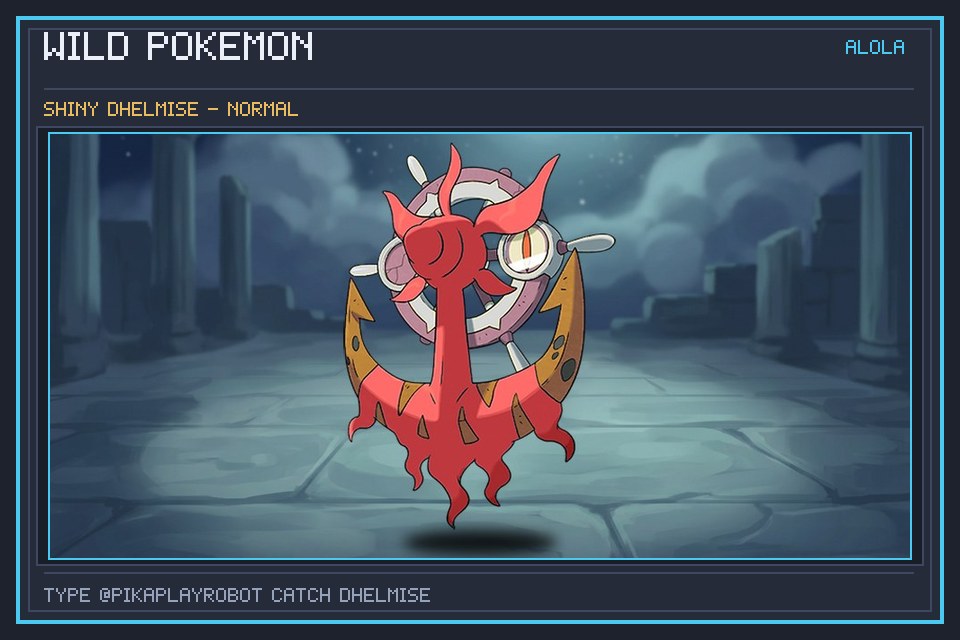 WILD POKEMON
ALOLA
SHINY DHELMISE - NORMAL
TYPE @PIKAPLAYROBOT CATCH DHELMISE